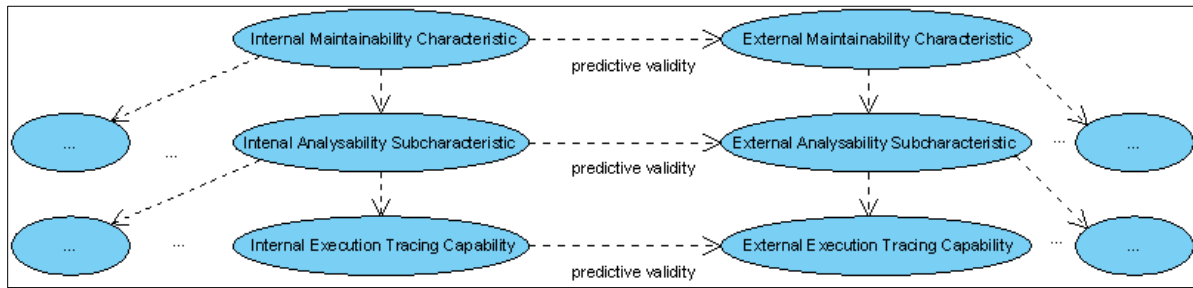 Internal Maintainability Characteristic
External Maintainability Characteristic
predictive validity
...
...
Intenal Analysability Subcharacteristic
External Analysability Subcharacteristic
...
...
predictive validity
...
...
Internal Execution Tracing Capability
External Execution Tracing Capability
...
...
predictive validity